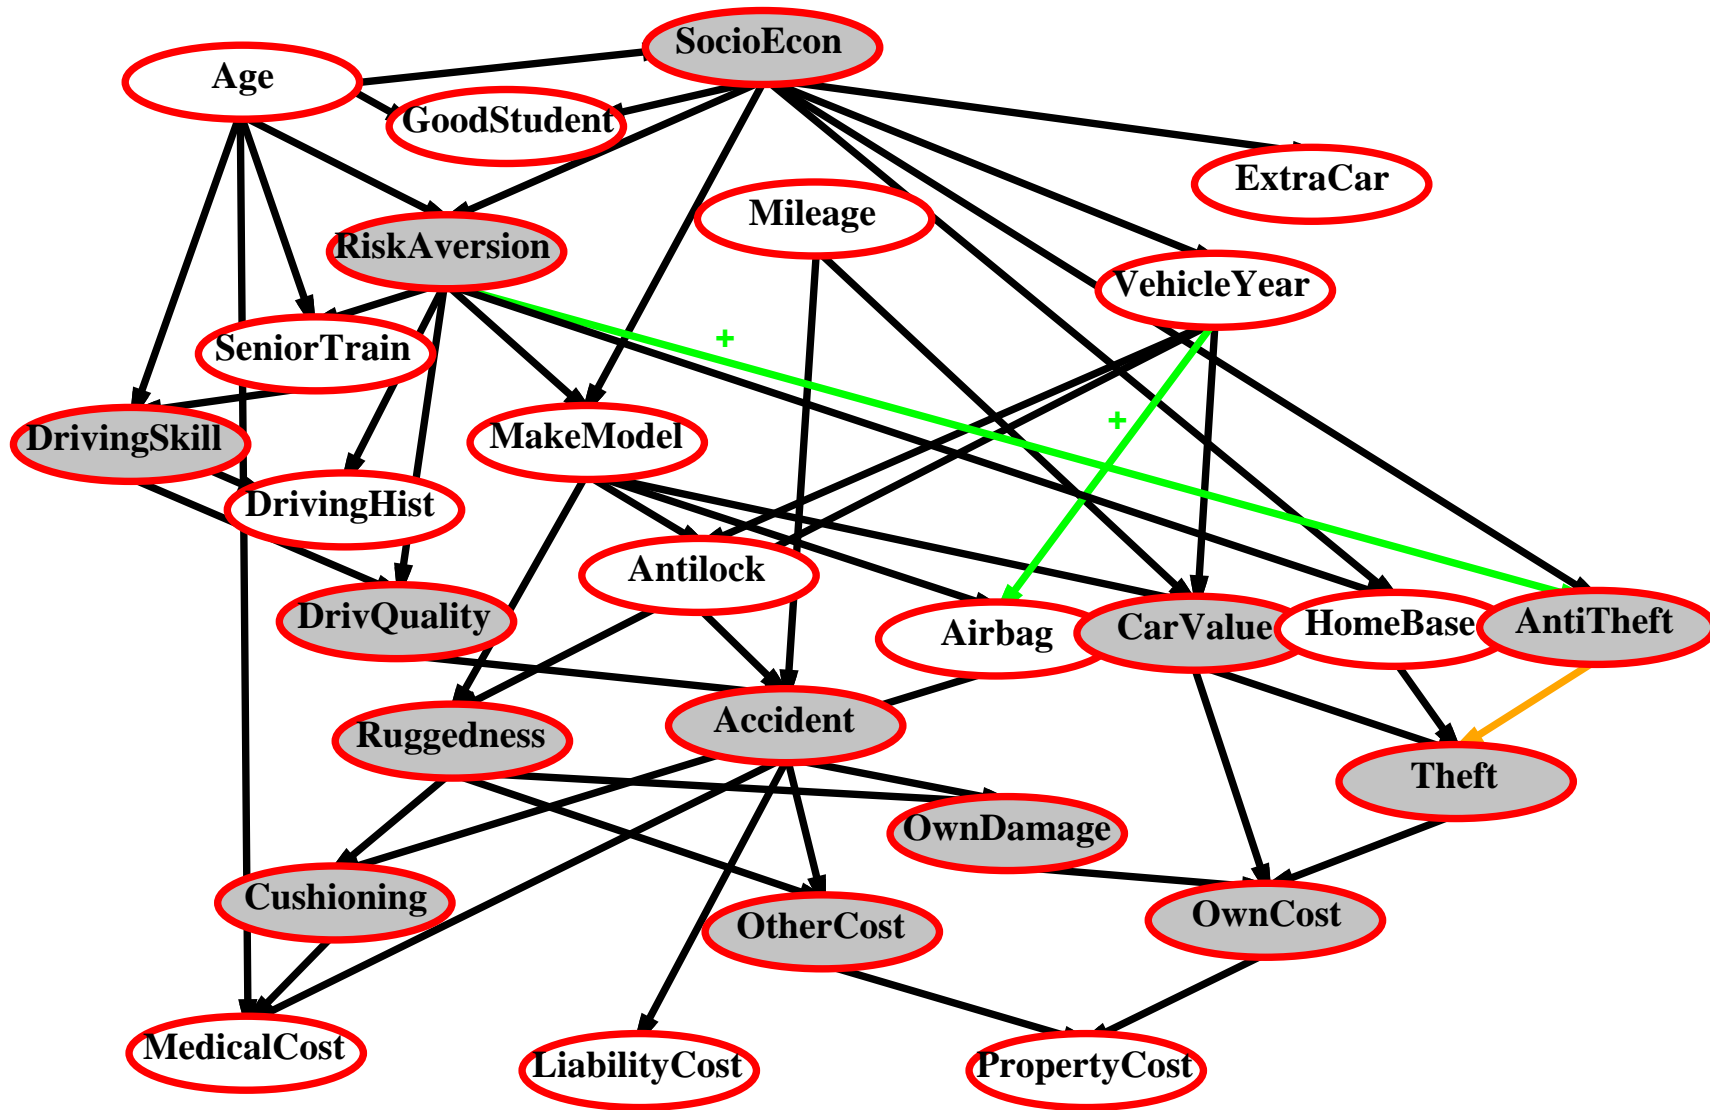 SocioEcon
Age
GoodStudent
ExtraCar
Mileage
RiskAversion
VehicleYear
+
SeniorTrain
+
DrivingSkill
MakeModel
DrivingHist
Antilock
DrivQuality
Airbag
CarValue
HomeBase
AntiTheft
Ruggedness
Accident
Theft
OwnDamage
Cushioning
OtherCost
OwnCost
MedicalCost
LiabilityCost
PropertyCost